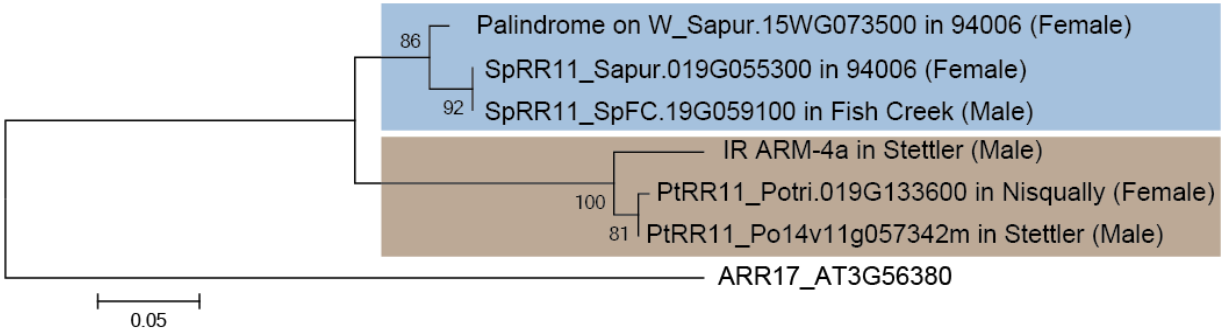 Palindrome on W_Sapur.15WG073500 in 94006 (Female)
86
SpRR11_Sapur.019G055300 in 94006 (Female)
92
SpRR11_SpFC.19G059100 in Fish Creek (Male)
IR ARM-4a in Stettler (Male)
100
PtRR11_Potri.019G133600 in Nisqually (Female)
81
PtRR11_Po14v11g057342m in Stettler (Male)
ARR17_AT3G56380
0.05